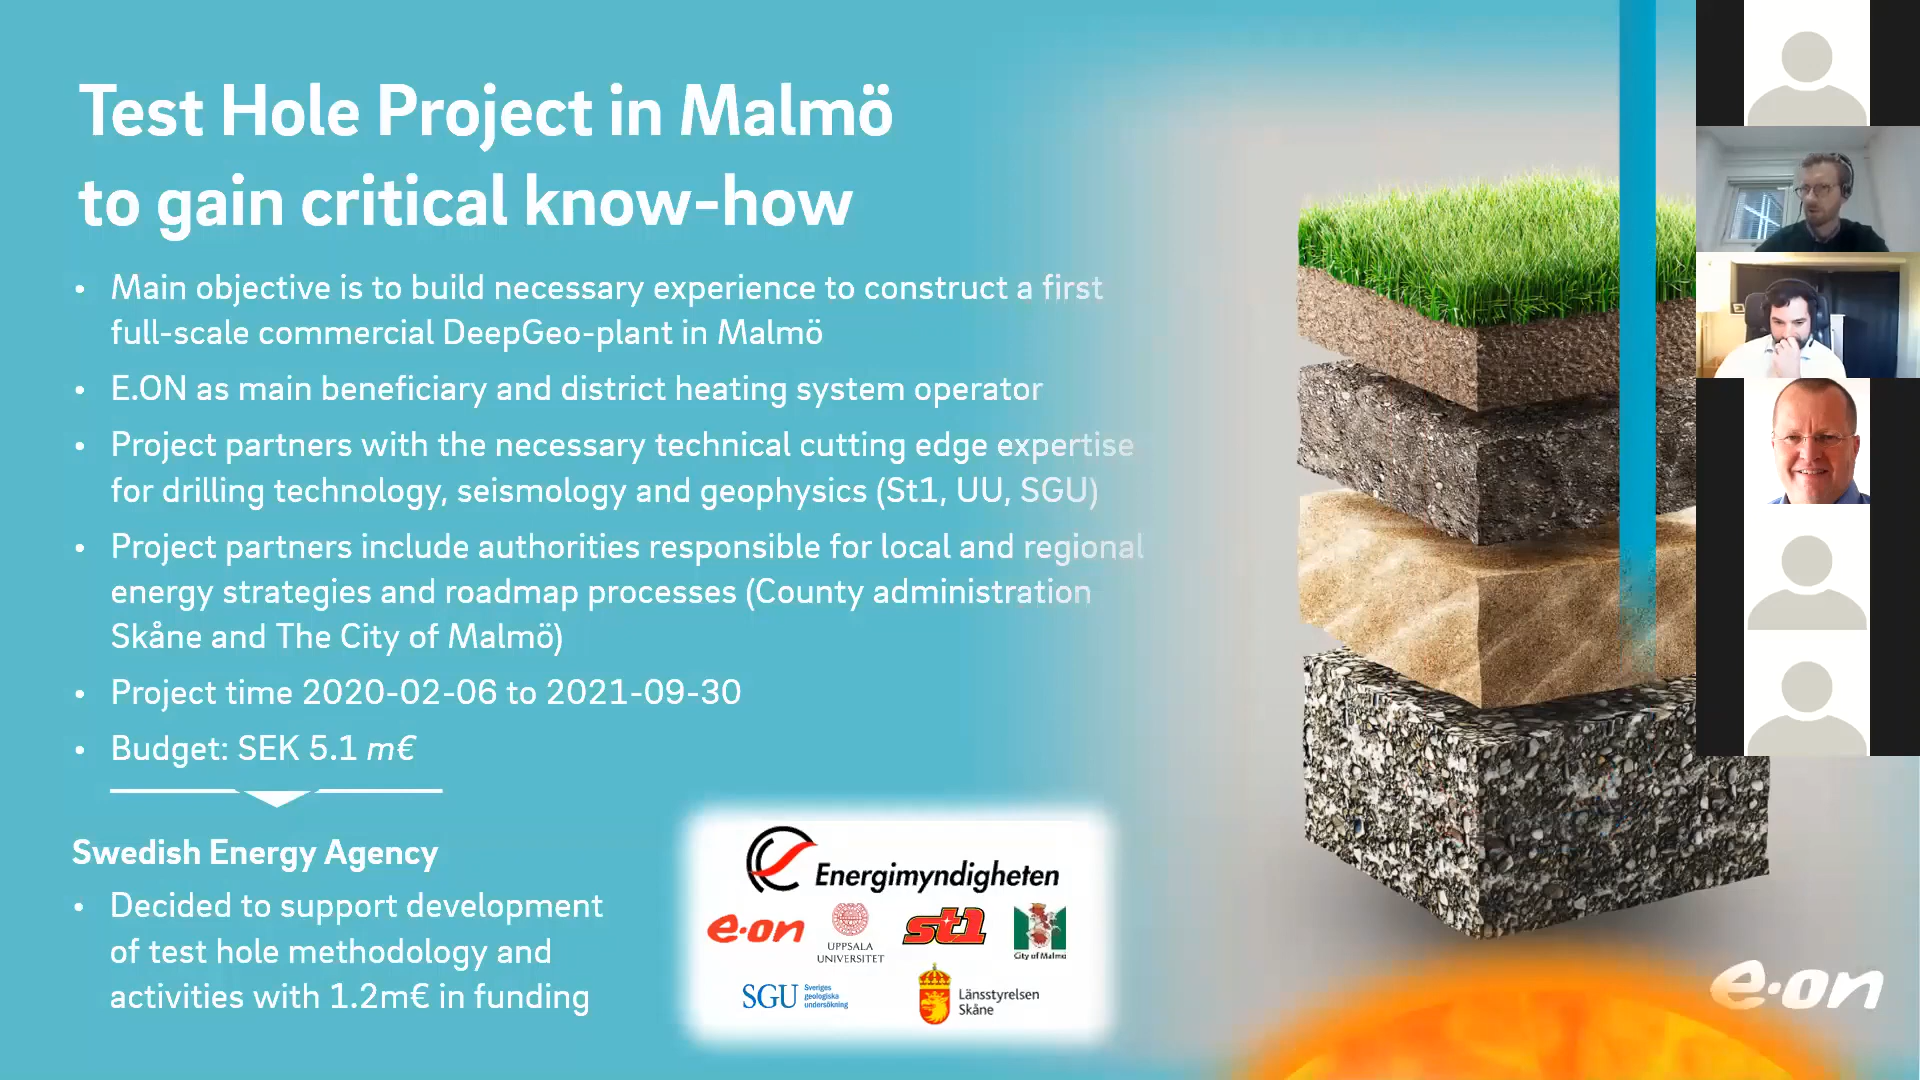 Test Hole Project in Malmö
to gain critical know-how
• Main objective is to build necessary experience to construct a first
full-scale commercial DeepGeo-plant in Malmö
• E.ON as main beneficiary and district heating system operator
• Project partners with the necessary technical cutting edge expertise
for drilling technology, seismology and geophysics (St1, UU, SGU)
• Project partners include authorities responsible for local and regional
energy strategies and roadmap processes (County administration
Skåne and The City of Malmö)
• Project time 2020-02-06 to 2021-09-30
• Budget: SEK 5.1 m€
Swedish Energy Agency
• Decided to support development
of test hole methodology and
activities with 1.2m€ in funding
Energimyndigheten
e·on
UPPSALA
UNIVERSITET
st1
City of Malmö
SGU
Sveriges
geologiska
undersökning
Länsstyrelsen
Skåne
e·on